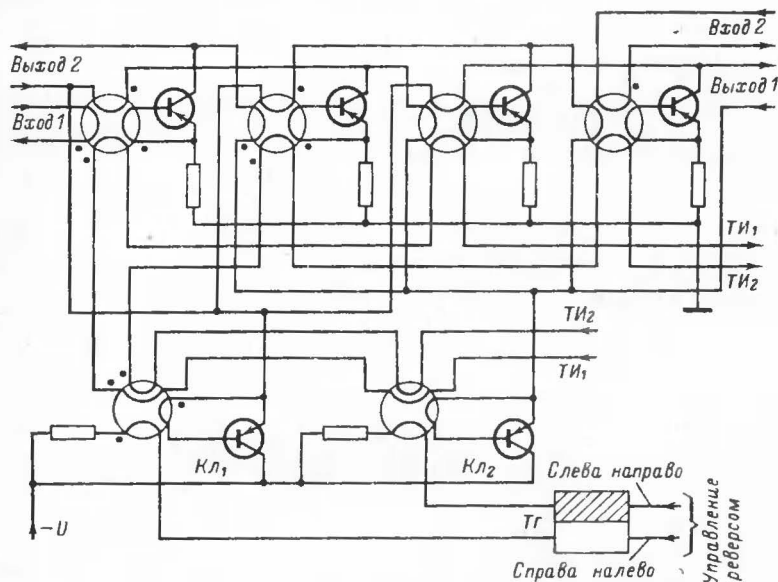 Вход 2
Выход 2
Выход 1
Вход 1
ТИ₁
ТИ₂
ТИ₂
ТИ₁
Кл₁
Кл₂
Слева направо
Тг
−U
Справа налево
Управление
реверсом